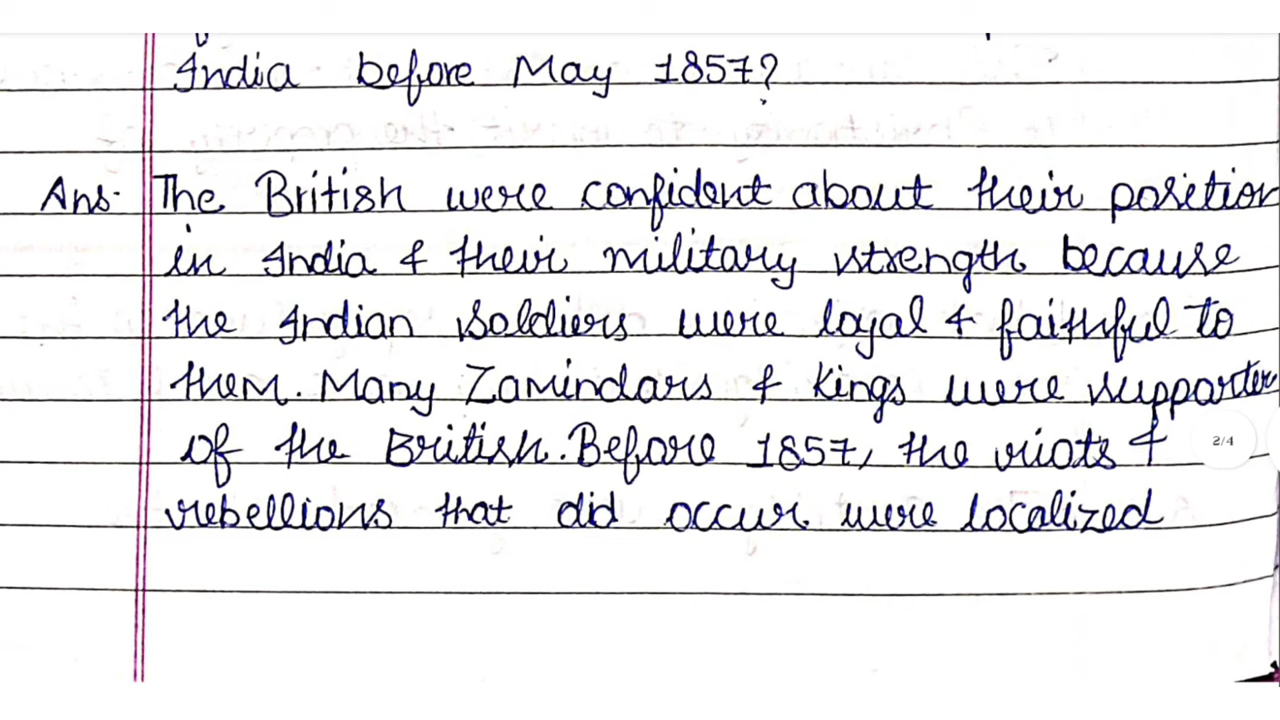 India before May 1857?
Ans. The British were confident about their position
in India & their military strength because
the Indian soldiers were loyal & faithful to
them. Many Zamindars & Kings were supporter
of the British. Before 1857, the riots &
2/4
rebellions that did occur were localized